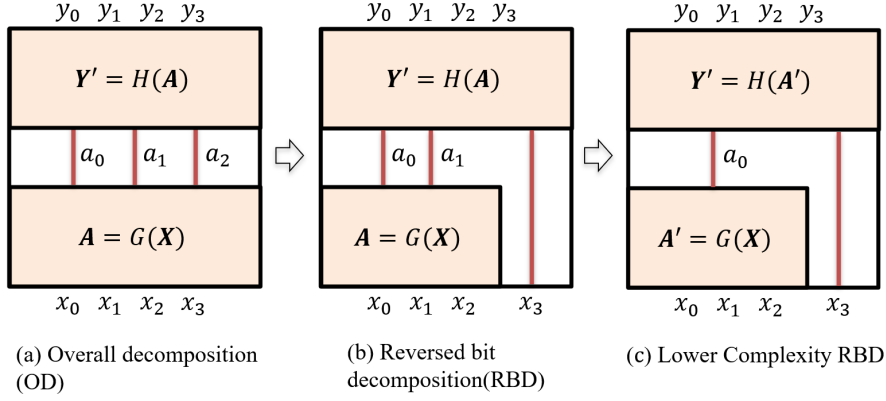 y₀ y₁ y₂ y₃
Y′ = H(A)
a₀ a₁ a₂
A = G(X)
x₀ x₁ x₂ x₃
(a) Overall decomposition
(OD)
y₀ y₁ y₂ y₃
Y′ = H(A)
a₀ a₁
A = G(X)
x₀ x₁ x₂ x₃
(b) Reversed bit
decomposition(RBD)
y₀ y₁ y₂ y₃
Y′ = H(A′)
a₀
A′ = G(X)
x₀ x₁ x₂ x₃
(c) Lower Complexity RBD